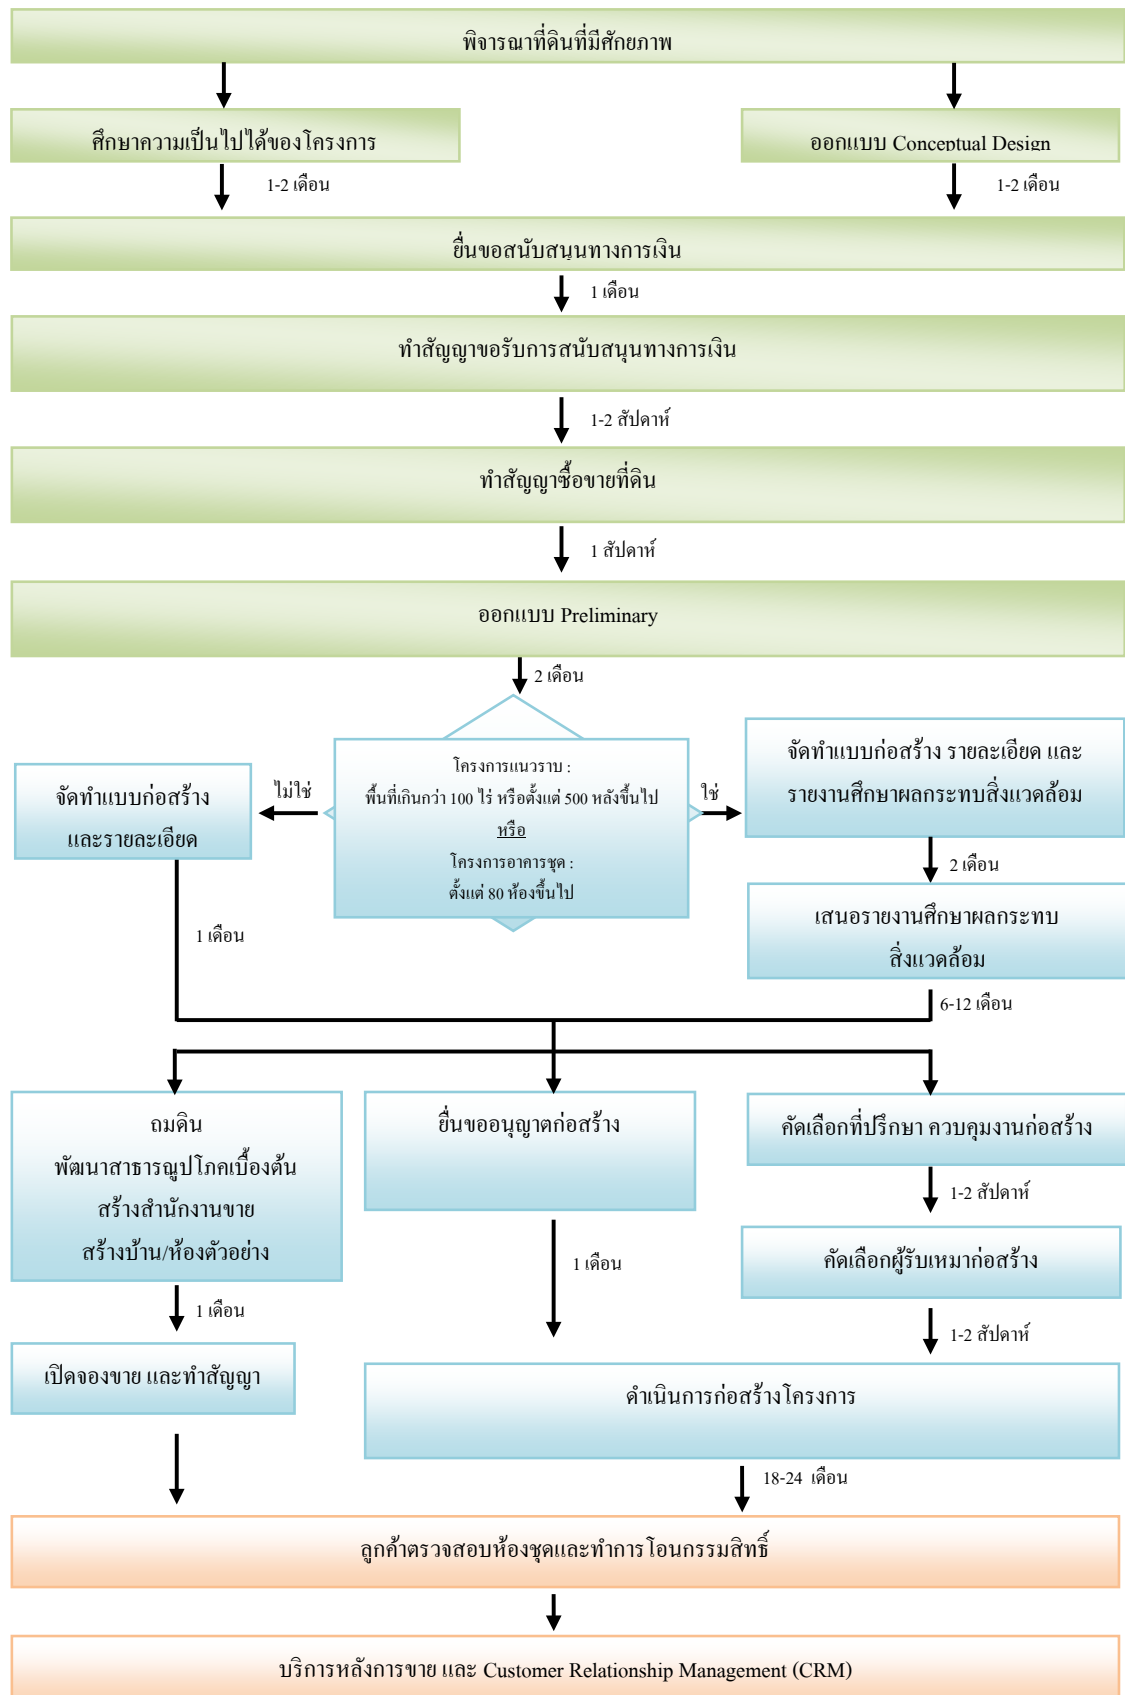 พิจารณาที่ดินที่มีศักยภาพ
ศึกษาความเป็นไปได้ของโครงการ
ออกแบบ Conceptual Design
1-2 เดือน
1-2 เดือน
ยื่นขอสนับสนุนทางการเงิน
1 เดือน
ทำสัญญาขอรับการสนับสนุนทางการเงิน
1-2 สัปดาห์
ทำสัญญาซื้อขายที่ดิน
1 สัปดาห์
ออกแบบ Preliminary
2 เดือน
โครงการแนวราบ :
พื้นที่เกินกว่า 100 ไร่ หรือตั้งแต่ 500 หลังขึ้นไป
หรือ
โครงการอาคารชุด :
ตั้งแต่ 80 ห้องขึ้นไป
ไม่ใช่
ใช่
จัดทำแบบก่อสร้าง
และรายละเอียด
จัดทำแบบก่อสร้าง รายละเอียด และ
รายงานศึกษาผลกระทบสิ่งแวดล้อม
2 เดือน
เสนอรายงานศึกษาผลกระทบ
สิ่งแวดล้อม
1 เดือน
6-12 เดือน
ถมดิน
พัฒนาสาธารณูปโภคเบื้องต้น
สร้างสำนักงานขาย
สร้างบ้าน/ห้องตัวอย่าง
ยื่นขออนุญาตก่อสร้าง
คัดเลือกที่ปรึกษา ควบคุมงานก่อสร้าง
1-2 สัปดาห์
คัดเลือกผู้รับเหมาก่อสร้าง
1 เดือน
1 เดือน
1-2 สัปดาห์
เปิดจองขาย และทำสัญญา
ดำเนินการก่อสร้างโครงการ
18-24 เดือน
ลูกค้าตรวจสอบห้องชุดและทำการโอนกรรมสิทธิ์
บริการหลังการขาย และ Customer Relationship Management (CRM)